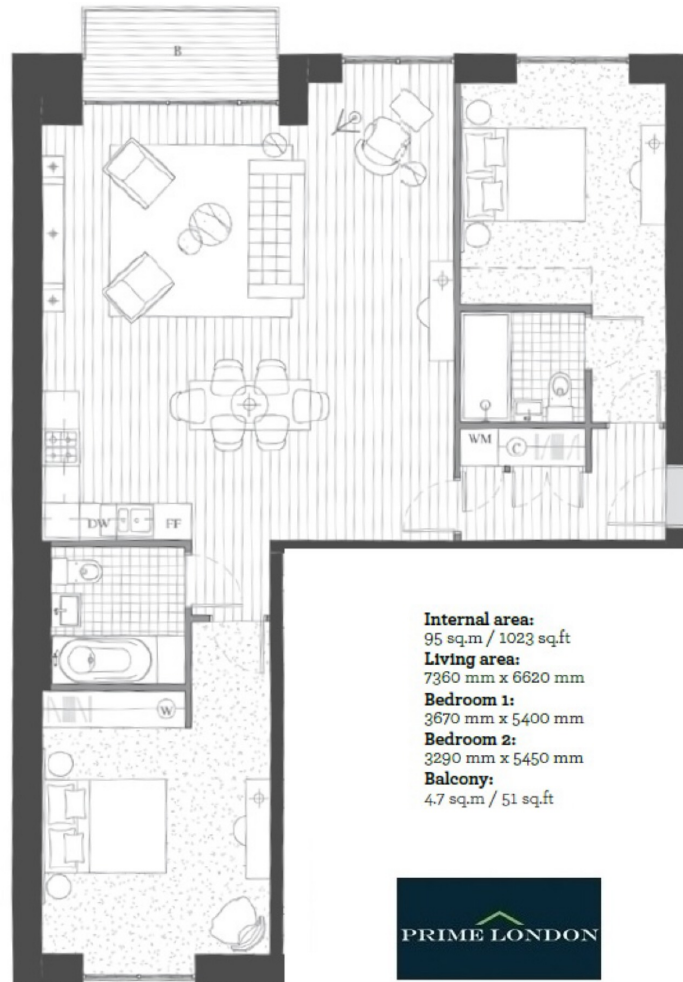 B
WM
C
DW
FF
W
Internal area:
95 sq.m / 1023 sq.ft
Living area:
7360 mm x 6620 mm
Bedroom 1:
3670 mm x 5400 mm
Bedroom 2:
3290 mm x 5450 mm
Balcony:
4.7 sq.m / 51 sq.ft
PRIME LONDON